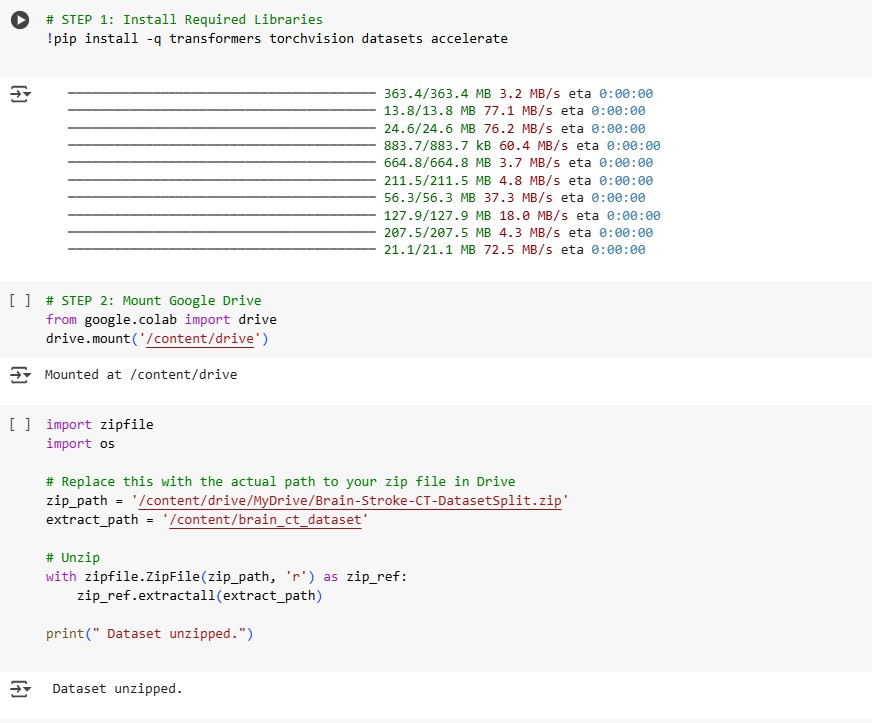 # STEP 1: Install Required Libraries
!pip install -q transformers torchvision datasets accelerate
363.4/363.4 MB 3.2 MB/s eta 0:00:00
13.8/13.8 MB 77.1 MB/s eta 0:00:00
24.6/24.6 MB 76.2 MB/s eta 0:00:00
883.7/883.7 kB 60.4 MB/s eta 0:00:00
664.8/664.8 MB 3.7 MB/s eta 0:00:00
211.5/211.5 MB 4.8 MB/s eta 0:00:00
56.3/56.3 MB 37.3 MB/s eta 0:00:00
127.9/127.9 MB 18.0 MB/s eta 0:00:00
207.5/207.5 MB 4.3 MB/s eta 0:00:00
21.1/21.1 MB 72.5 MB/s eta 0:00:00
[ ] # STEP 2: Mount Google Drive
from google.colab import drive
drive.mount('/content/drive')
Mounted at /content/drive
[ ] import zipfile
import os
# Replace this with the actual path to your zip file in Drive
zip_path = '/content/drive/MyDrive/Brain-Stroke-CT-DatasetSplit.zip'
extract_path = '/content/brain_ct_dataset'
# Unzip
with zipfile.ZipFile(zip_path, 'r') as zip_ref:
    zip_ref.extractall(extract_path)
print(" Dataset unzipped.")
Dataset unzipped.